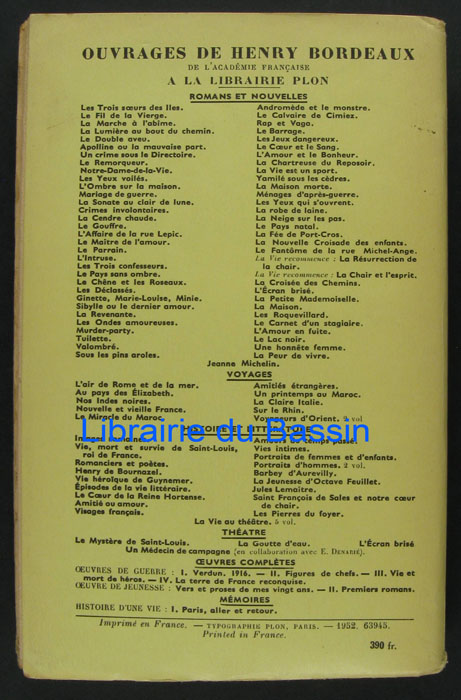 OUVRAGES DE HENRY BORDEAUX
DE L'ACADÉMIE FRANÇAISE
A LA LIBRAIRIE PLON
ROMANS ET NOUVELLES
Les Trois sœurs des Iles.
Le Fil de la Vierge.
La Marche à l'abîme.
La Lumière au bout du chemin.
Le Double aveu.
Apolline ou la mauvaise part.
Un crime sous le Directoire.
Le Remorqueur.
Notre-Dame-de-la-Vie.
Les Yeux voilés.
L'Ombre sur la maison.
Mariage de guerre.
La Sonate au clair de lune.
Crimes involontaires.
La Cendre chaude.
Le Gouffre.
L'Affaire de la rue Lepic.
Le Maître de l'amour.
Le Parrain.
L'Intruse.
Les Trois confesseurs.
Le Pays sans ombre.
Le Chêne et les Roseaux.
Les Déclassés.
Ginette, Marie-Louise, Minie.
Sibylle ou le dernier amour.
La Revenante.
Les Ondes amoureuses.
Murder-party.
Tuilette.
Valombré.
Sous les pins aroles.
Andromède et le monstre.
Le Calvaire de Cimiez.
Rap et Vaga.
Le Barrage.
Les Jeux dangereux.
Le Cœur et le Sang.
L'Amour et le Bonheur.
La Chartreuse du Reposoir.
La Vie est un sport.
Yamilé sous les cèdres.
La Maison morte.
Ménages d'après-guerre.
Les Yeux qui s'ouvrent.
La robe de laine.
La Neige sur les pas.
Le Pays natal.
La Fée de Port-Cros.
La Nouvelle Croisade des enfants.
Le Fantôme de la rue Michel-Ange.
La Vie recommence : La Résurrection de
la chair.
La Vie recommence : La Chair et l'esprit.
La Croisée des Chemins.
L'Écran brisé.
La Petite Mademoiselle.
La Maison.
Les Roquevillard.
Le Carnet d'un stagiaire.
L'Amour en fuite.
Le Lac noir.
Une honnête femme.
La Peur de vivre.
Jeanne Michelin.
VOYAGES
L'air de Rome et de la mer.
Au pays des Élizabeth.
Nos Indes noires.
Nouvelle et vieille France.
Le Miracle du Maroc.
Amitiés étrangères.
Un printemps au Maroc.
La Claire Italie.
Sur le Rhin.
Voyageurs d'Orient. 2 vol
Librairie du Bassin
HISTOIRE ET LITTÉRATURE
Images romaines.
Vie, mort et survie de Saint-Louis,
roi de France.
Romanciers et poètes.
Henry de Bournazel.
Vie héroïque de Guynemer.
Épisodes de la vie littéraire.
Le Cœur de la Reine Hortense.
Amitié ou amour.
Visages français.
Amours du temps passé.
Vies intimes.
Portraits de femmes et d'enfants.
Portraits d'hommes. 2 vol.
Barbey d'Aurevilly.
La Jeunesse d'Octave Feuillet.
Jules Lemaître.
Saint François de Sales et notre cœur
de chair.
Les Pierres du foyer.
La Vie au théâtre. 5 vol.
THÉATRE
Le Mystère de Saint-Louis. La Goutte d'eau. L'Écran brisé
Un Médecin de campagne (en collaboration avec E. DENARIÉ).
ŒUVRES COMPLÈTES
ŒUVRES DE GUERRE : I. Verdun, 1916. — II. Figures de chefs. — III. Vie et
mort de héros. — IV. La terre de France reconquise.
ŒUVRE DE JEUNESSE : Vers et proses de mes vingt ans. — II. Premiers romans.
MÉMOIRES
HISTOIRE D'UNE VIE : I. Paris, aller et retour.
Imprimé en France. — TYPOGRAPHIE PLON, PARIS. — 1952. 63945.
Printed in France.
390 fr.